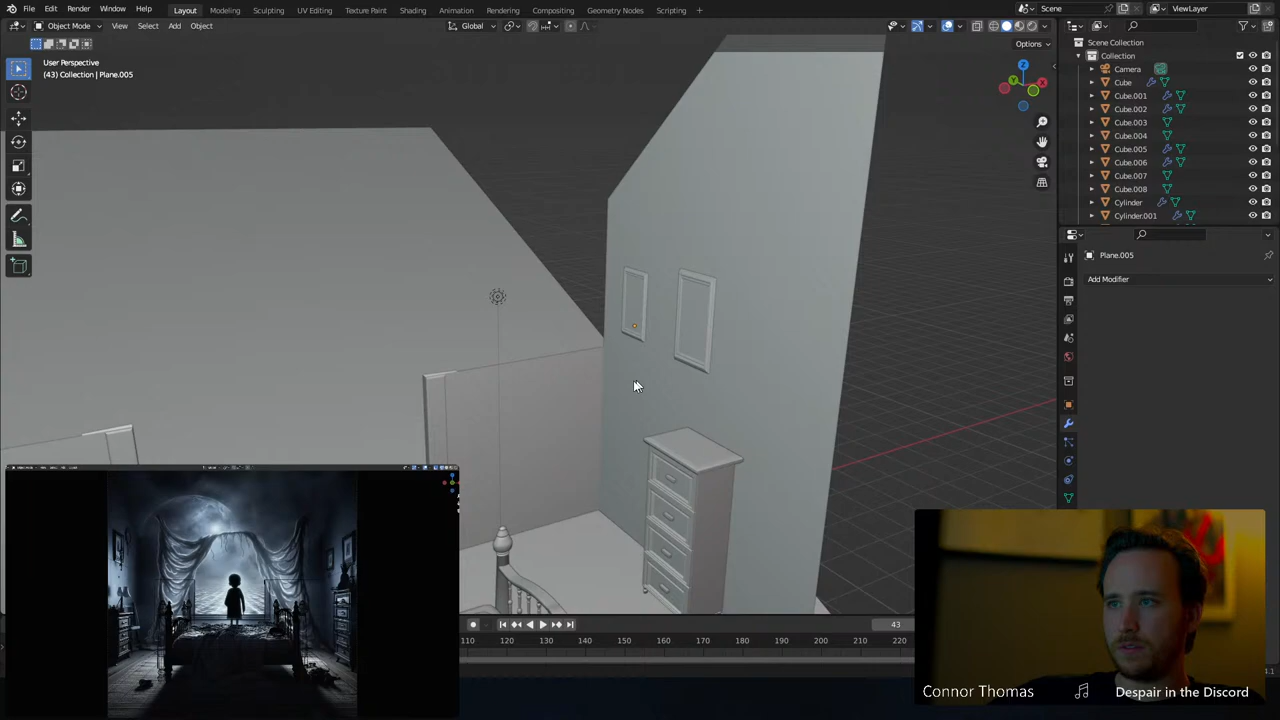 File Edit Render Window Help Layout Modeling Sculpting UV Editing Texture Paint Shading Animation Rendering Compositing Geometry Nodes Scripting + Scene ViewLayer
Object Mode View Select Add Object Global
Options
User Perspective
(43) Collection | Plane.005
Z
X
Y
Scene Collection
Collection
Camera
Cube
Cube.001
Cube.002
Cube.003
Cube.004
Cube.005
Cube.006
Cube.007
Cube.008
Cylinder
Cylinder.001
Plane.005
Add Modifier
43
110 120 130 140 150 160 170 180 190 200 210 220
Connor Thomas Despair in the Discord